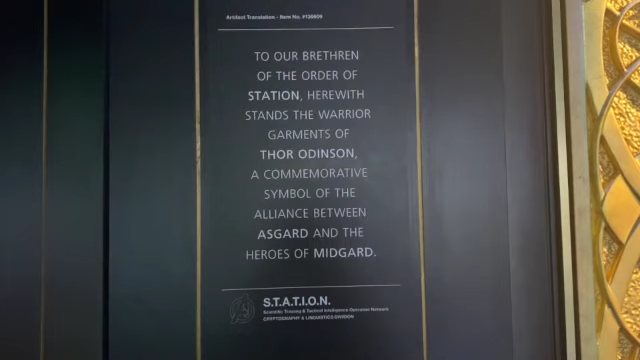 Artifact Translation - Item No. P126609
TO OUR BRETHREN
OF THE ORDER OF
STATION, HEREWITH
STANDS THE WARRIOR
GARMENTS OF
THOR ODINSON,
A COMMEMORATIVE
SYMBOL OF THE
ALLIANCE BETWEEN
ASGARD AND THE
HEROES OF MIDGARD.
S.T.A.T.I.O.N.
Scientific Training & Tactical Intelligence Operative Network
CRYPTOGRAPHY & LINGUISTICS DIVISION